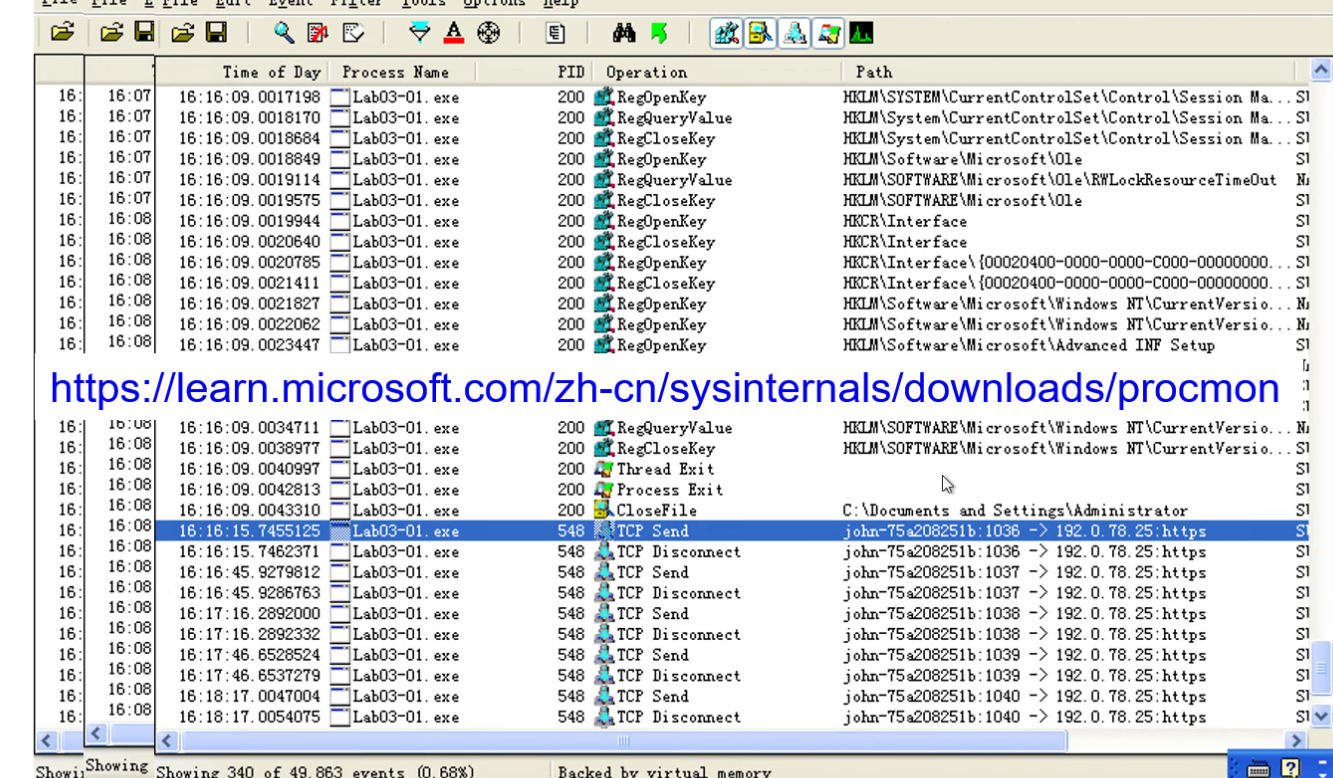 File File E File Edit Event Filter Tools Options Help
Time of Day Process Name PID Operation Path
16: 16:07 16:16:09.0017198 Lab03-01.exe 200 RegOpenKey HKLM\SYSTEM\CurrentControlSet\Control\Session Ma...
16: 16:07 16:16:09.0018170 Lab03-01.exe 200 RegQueryValue HKLM\System\CurrentControlSet\Control\Session Ma...
16: 16:07 16:16:09.0018684 Lab03-01.exe 200 RegCloseKey HKLM\System\CurrentControlSet\Control\Session Ma...
16: 16:07 16:16:09.0018849 Lab03-01.exe 200 RegOpenKey HKLM\Software\Microsoft\Ole
16: 16:07 16:16:09.0019114 Lab03-01.exe 200 RegQueryValue HKLM\SOFTWARE\Microsoft\Ole\RWLockResourceTimeOut
16: 16:07 16:16:09.0019575 Lab03-01.exe 200 RegCloseKey HKLM\SOFTWARE\Microsoft\Ole
16: 16:08 16:16:09.0019944 Lab03-01.exe 200 RegOpenKey HKCR\Interface
16: 16:08 16:16:09.0020640 Lab03-01.exe 200 RegCloseKey HKCR\Interface
16: 16:08 16:16:09.0020785 Lab03-01.exe 200 RegOpenKey HKCR\Interface\{00020400-0000-0000-C000-00000000...
16: 16:08 16:16:09.0021411 Lab03-01.exe 200 RegCloseKey HKCR\Interface\{00020400-0000-0000-C000-00000000...
16: 16:08 16:16:09.0021827 Lab03-01.exe 200 RegOpenKey HKLM\Software\Microsoft\Windows NT\CurrentVersio...
16: 16:08 16:16:09.0022062 Lab03-01.exe 200 RegOpenKey HKLM\Software\Microsoft\Windows NT\CurrentVersio...
16: 16:08 16:16:09.0023447 Lab03-01.exe 200 RegOpenKey HKLM\Software\Microsoft\Advanced INF Setup
https://learn.microsoft.com/zh-cn/sysinternals/downloads/procmon
16: 16:08 16:16:09.0034711 Lab03-01.exe 200 RegQueryValue HKLM\SOFTWARE\Microsoft\Windows NT\CurrentVersio...
16: 16:08 16:16:09.0038977 Lab03-01.exe 200 RegCloseKey HKLM\SOFTWARE\Microsoft\Windows NT\CurrentVersio...
16: 16:08 16:16:09.0040997 Lab03-01.exe 200 Thread Exit
16: 16:08 16:16:09.0042813 Lab03-01.exe 200 Process Exit
16: 16:08 16:16:09.0043310 Lab03-01.exe 200 CloseFile C:\Documents and Settings\Administrator
16: 16:08 16:16:15.7455125 Lab03-01.exe 548 TCP Send john-75a208251b:1036 -> 192.0.78.25:https
16: 16:08 16:16:15.7462371 Lab03-01.exe 548 TCP Disconnect john-75a208251b:1036 -> 192.0.78.25:https
16: 16:08 16:16:45.9279812 Lab03-01.exe 548 TCP Send john-75a208251b:1037 -> 192.0.78.25:https
16: 16:08 16:16:45.9286763 Lab03-01.exe 548 TCP Disconnect john-75a208251b:1037 -> 192.0.78.25:https
16: 16:08 16:17:16.2892000 Lab03-01.exe 548 TCP Send john-75a208251b:1038 -> 192.0.78.25:https
16: 16:08 16:17:16.2892332 Lab03-01.exe 548 TCP Disconnect john-75a208251b:1038 -> 192.0.78.25:https
16: 16:08 16:17:46.6528524 Lab03-01.exe 548 TCP Send john-75a208251b:1039 -> 192.0.78.25:https
16: 16:08 16:17:46.6537279 Lab03-01.exe 548 TCP Disconnect john-75a208251b:1039 -> 192.0.78.25:https
16: 16:08 16:18:17.0047004 Lab03-01.exe 548 TCP Send john-75a208251b:1040 -> 192.0.78.25:https
16: 16:08 16:18:17.0054075 Lab03-01.exe 548 TCP Disconnect john-75a208251b:1040 -> 192.0.78.25:https
Showi Showing Showing 340 of 49,863 events (0.68%) Backed by virtual memory